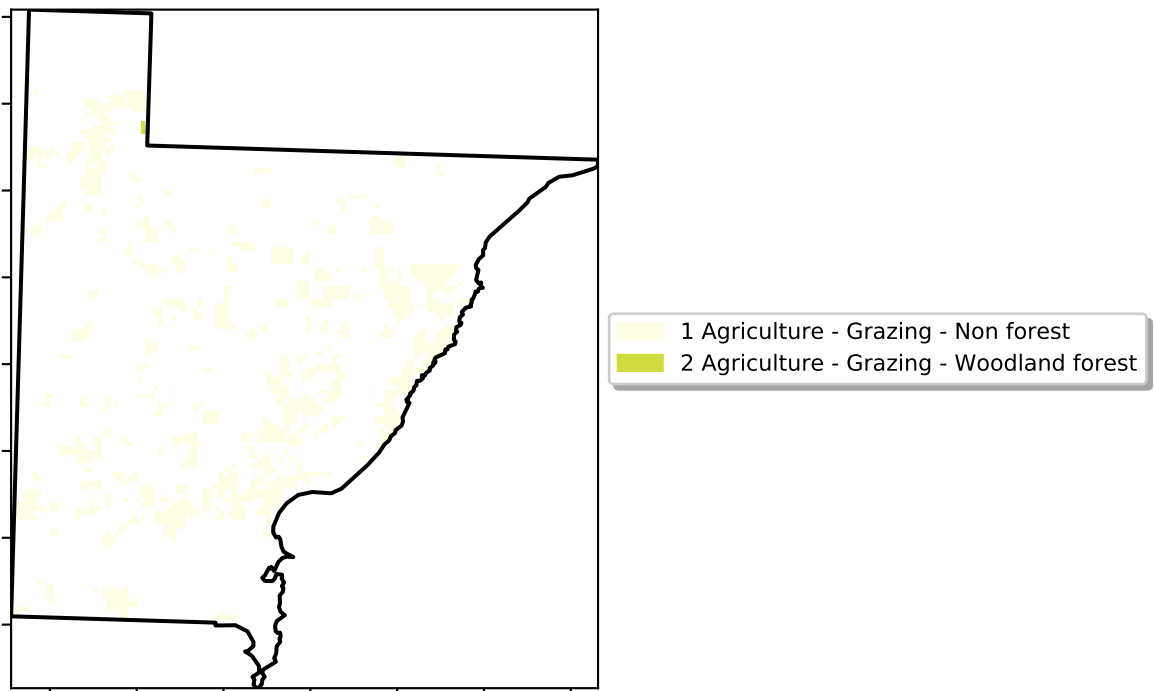 1 Agriculture - Grazing - Non forest
2 Agriculture - Grazing - Woodland forest